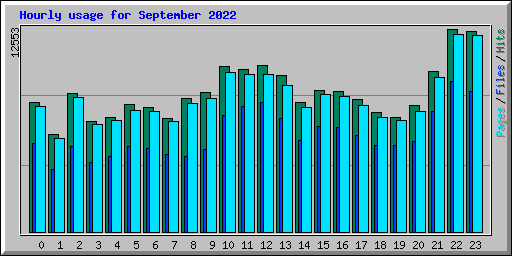 Hourly usage for September 2022
12553
Pages/Files/Hits
0 1 2 3 4 5 6 7 8 9 10 11 12 13 14 15 16 17 18 19 20 21 22 23